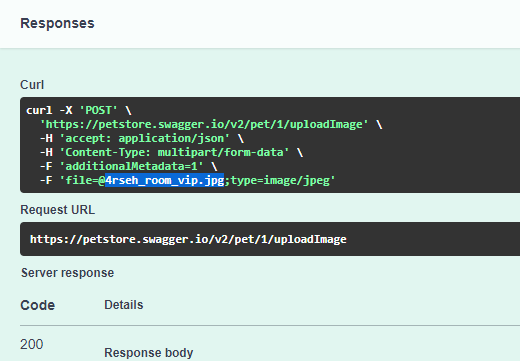 Responses
Curl
curl -X 'POST' \
  'https://petstore.swagger.io/v2/pet/1/uploadImage' \
  -H 'accept: application/json' \
  -H 'Content-Type: multipart/form-data' \
  -F 'additionalMetadata=1' \
  -F 'file=@4rseh_room_vip.jpg;type=image/jpeg'
Request URL
https://petstore.swagger.io/v2/pet/1/uploadImage
Server response
Code Details
200
Response body